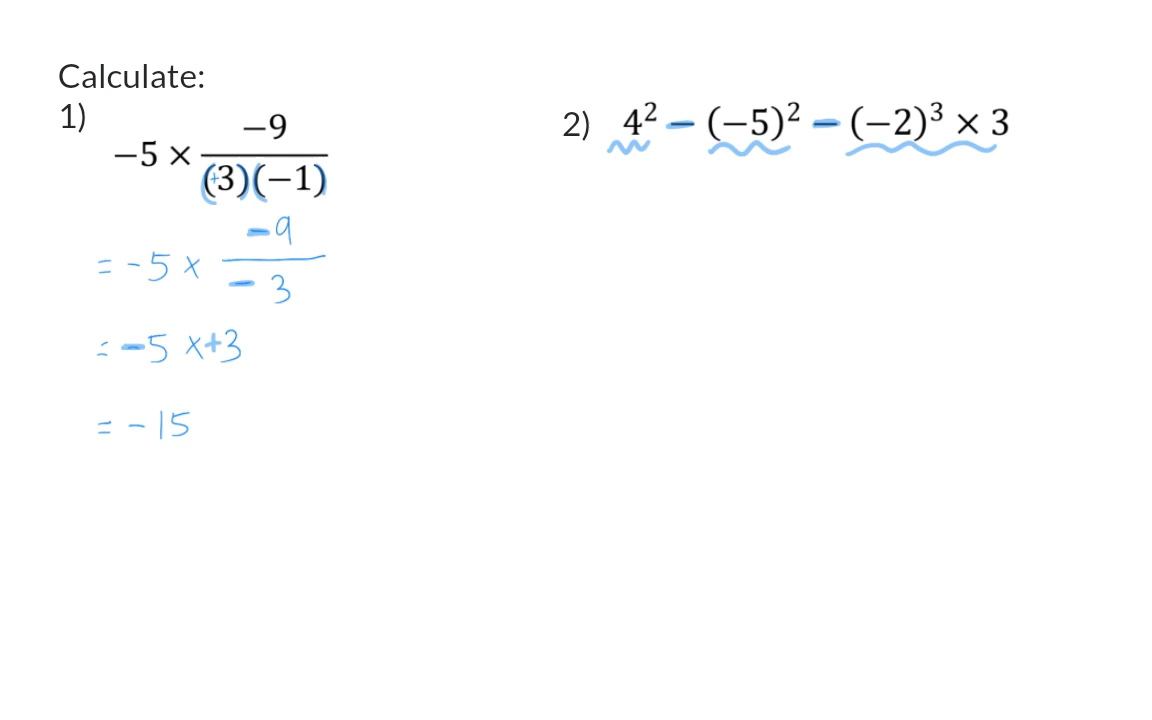 Calculate:
1) −5 × −9 / (+3)(−1)
= −5 × −9 / −3
= −5 × +3
= −15
2) 4² − (−5)² − (−2)³ × 3